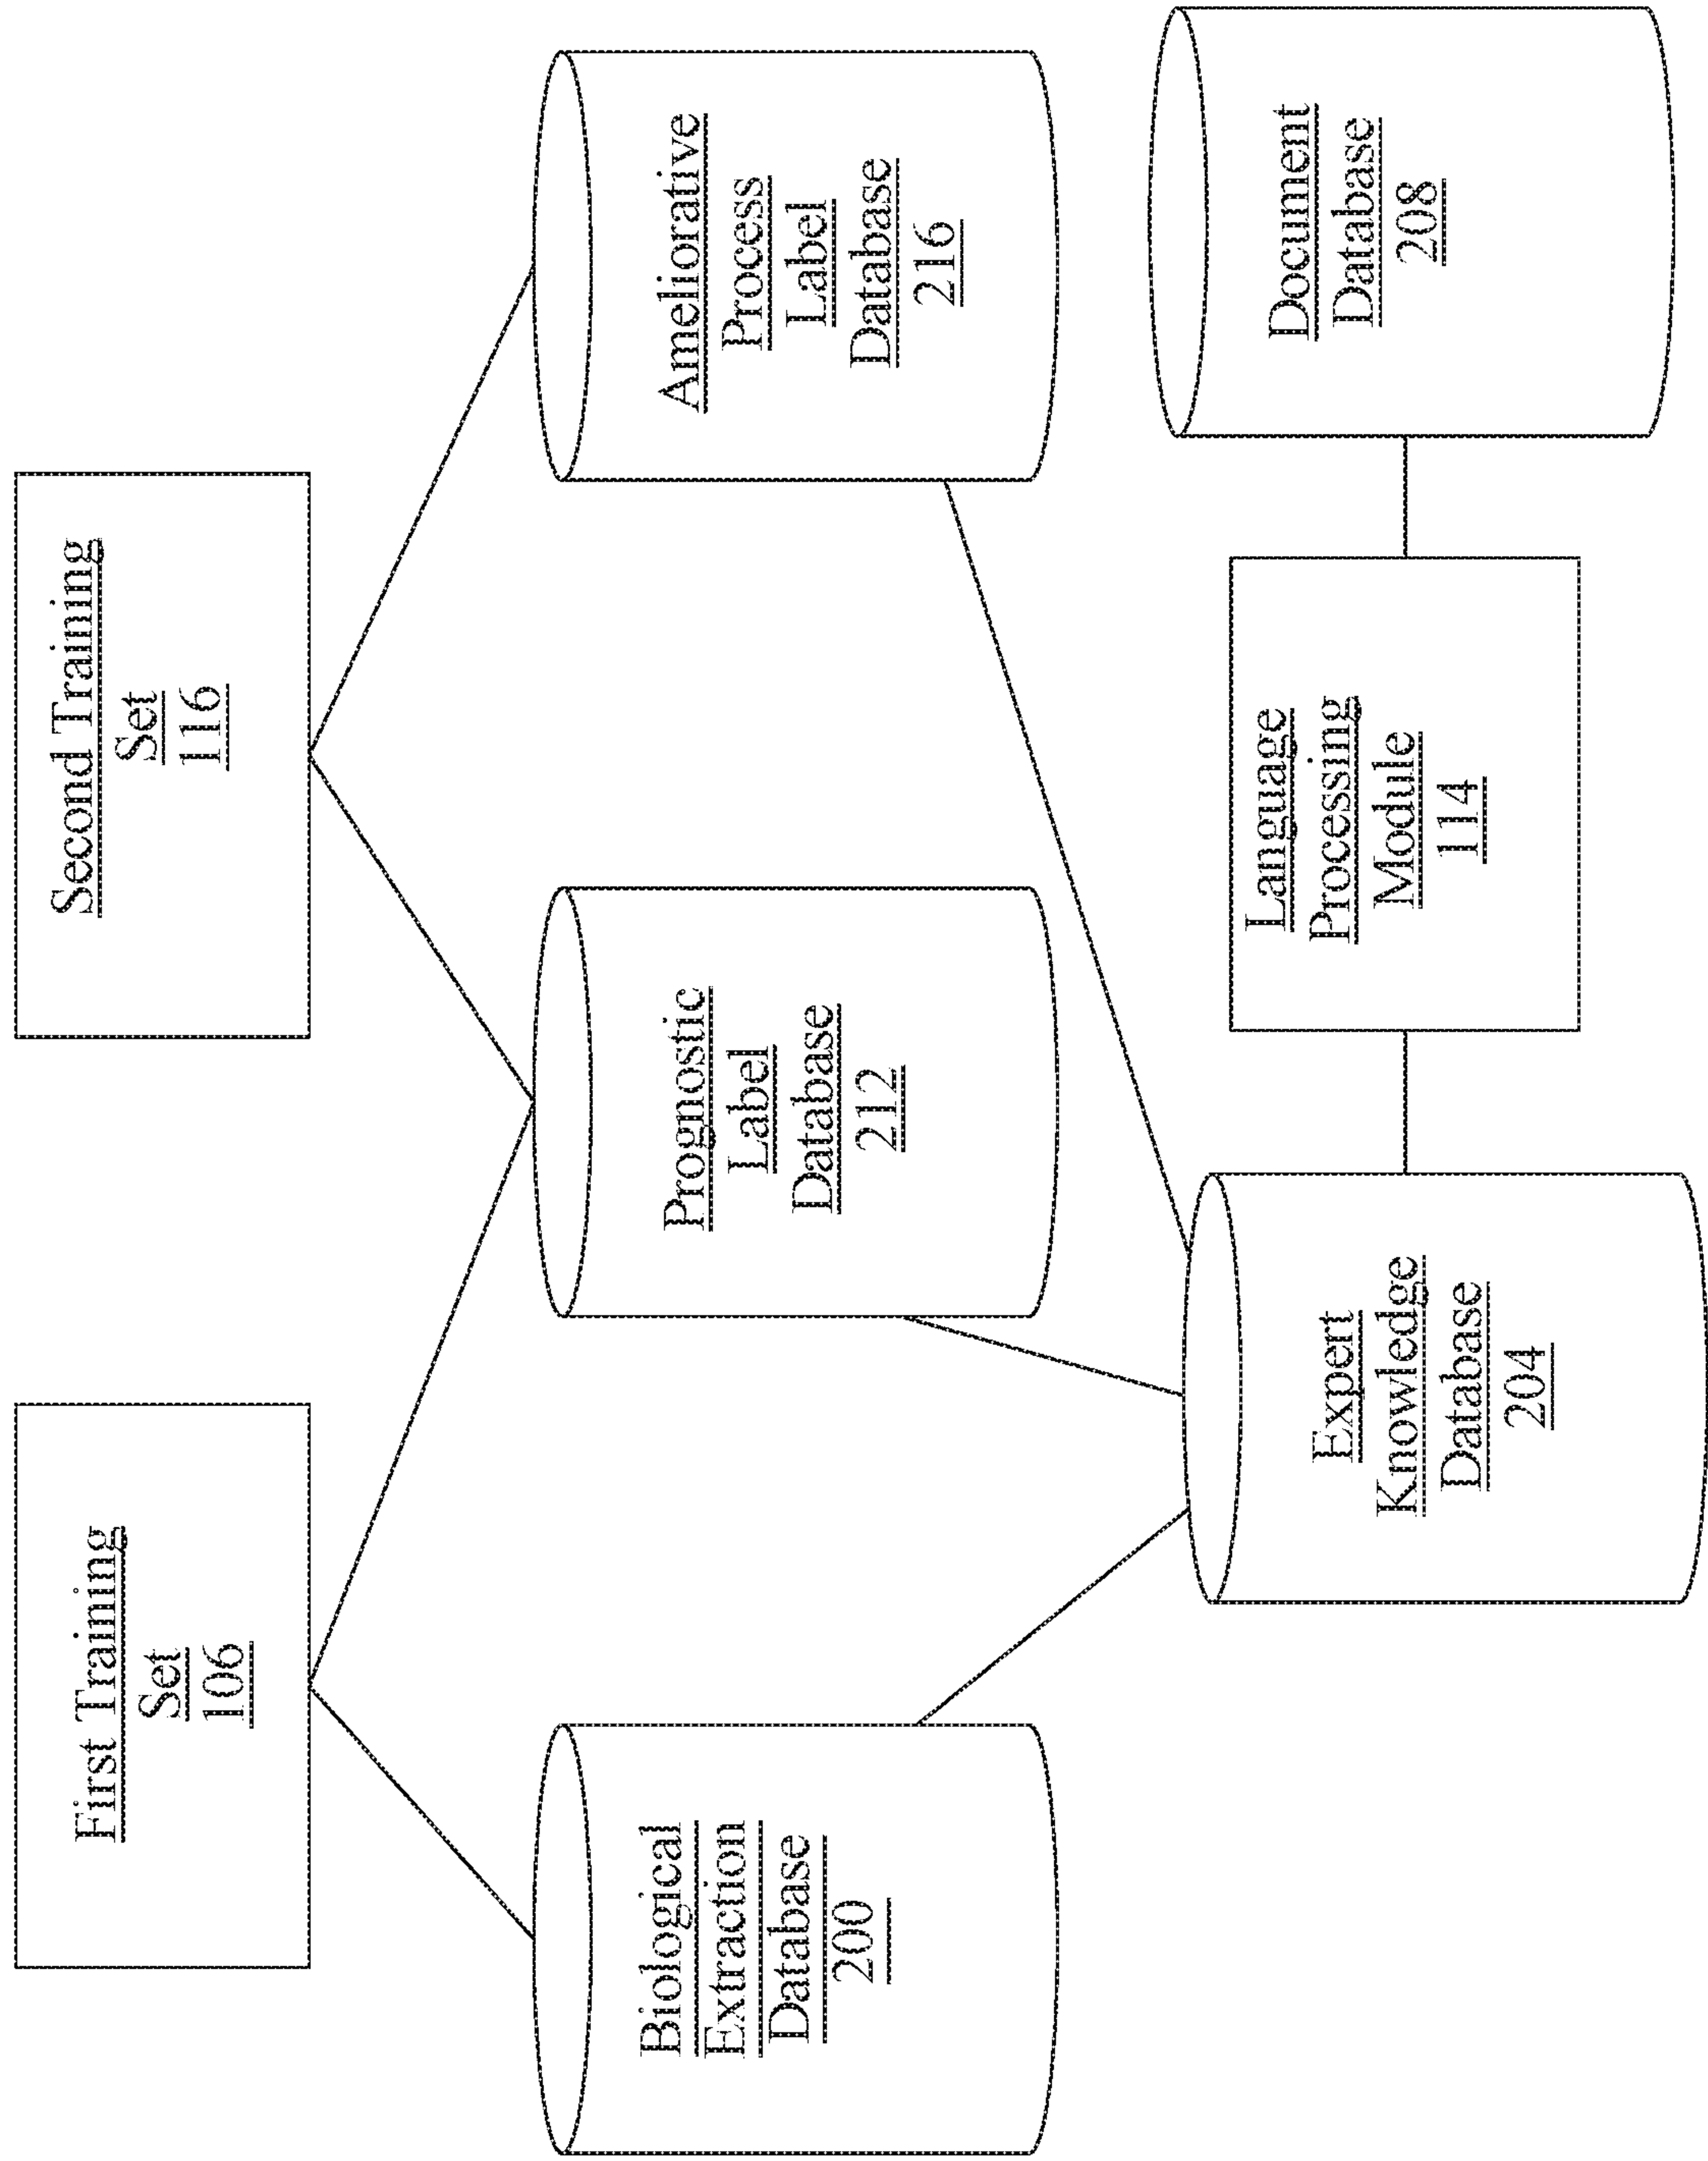 First Training
Set
106
Second Training
Set
116
Biological
Extraction
Database
200
Prognostic
Label
Database
212
Ameliorative
Process
Label
Database
216
Expert
Knowledge
Database
204
Language
Processing
Module
114
Document
Database
208